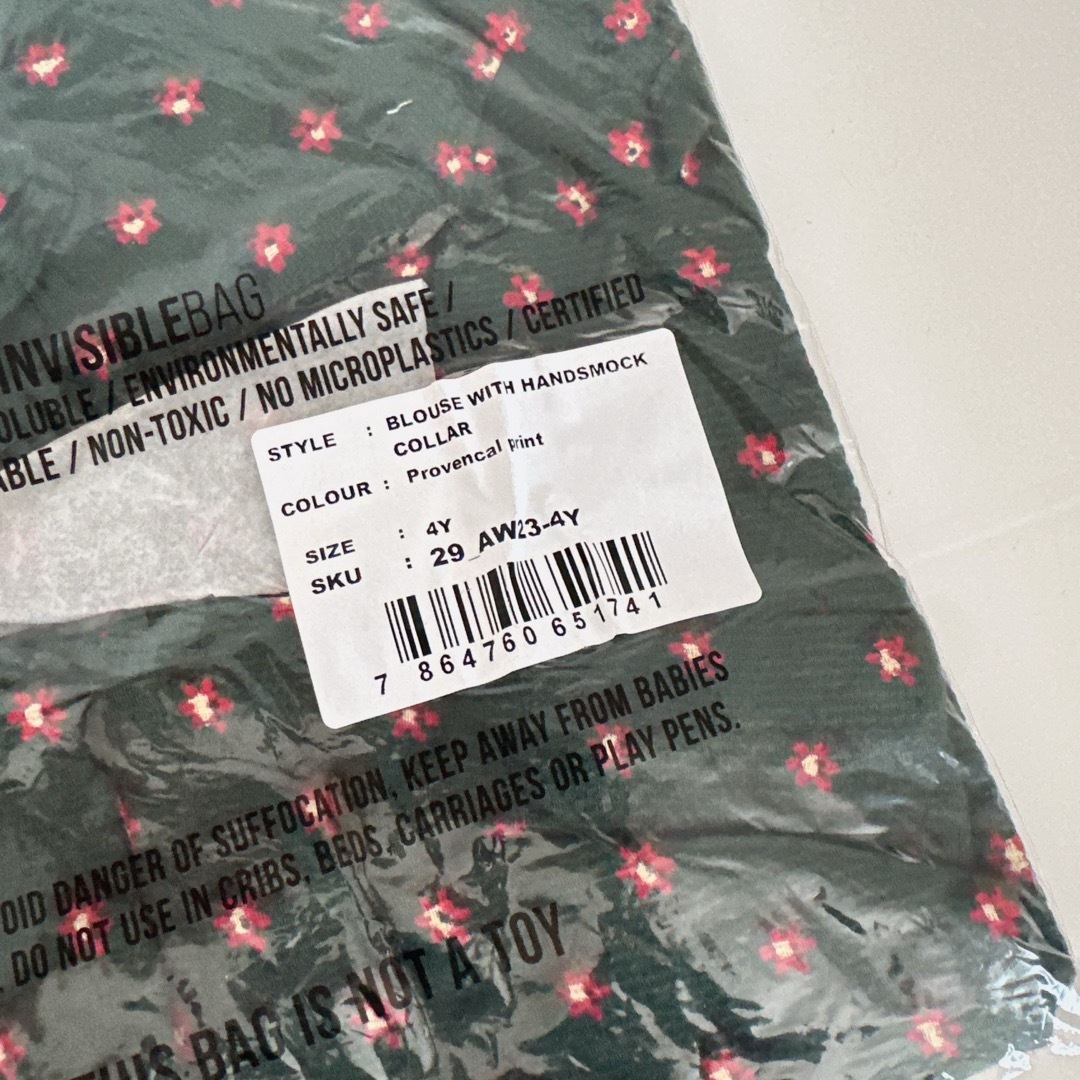 INVISIBLEBAG
OLUBLE / ENVIRONMENTALLY SAFE /
ABLE / NON-TOXIC / NO MICROPLASTICS / CERTIFIED
STYLE : BLOUSE WITH HANDSMOCK
COLLAR
COLOUR : Provencal print
SIZE : 4Y
SKU : 29_AW23-4Y
7 864760 651741
OID DANGER OF SUFFOCATION, KEEP AWAY FROM BABIES
. DO NOT USE IN CRIBS, BEDS, CARRIAGES OR PLAY PENS.
THIS BAG IS NOT A TOY